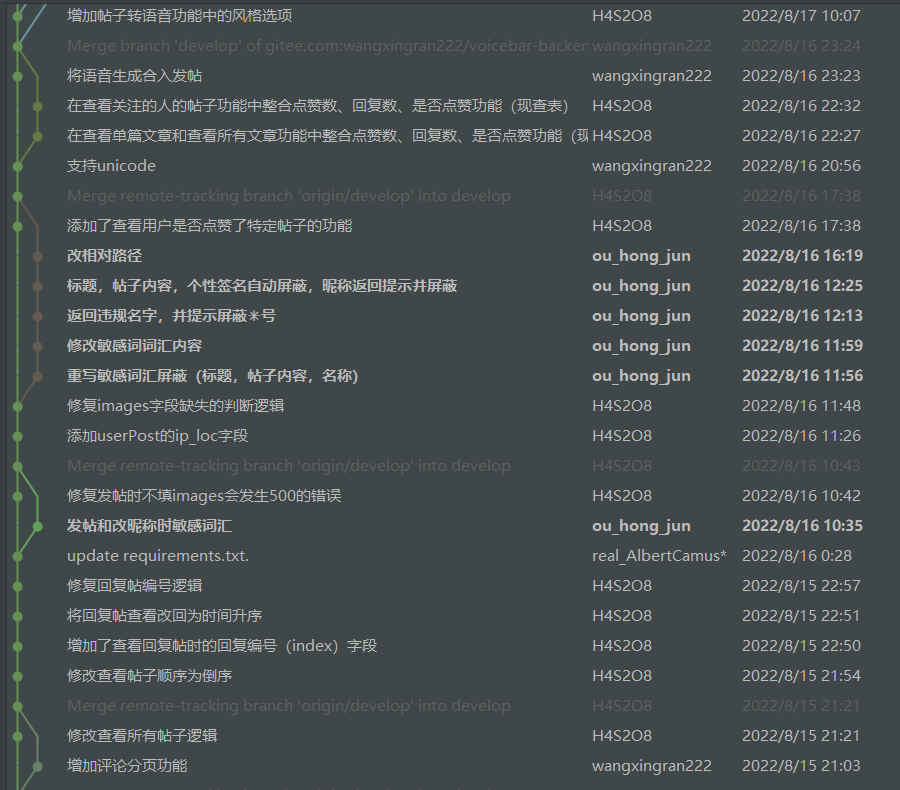 增加帖子转语音功能中的风格选项 H4S2O8 2022/8/17 10:07
Merge branch 'develop' of gitee.com:wangxingran222/voicebar-backen wangxingran222 2022/8/16 23:24
将语音生成合入发帖 wangxingran222 2022/8/16 23:23
在查看关注的人的帖子功能中整合点赞数、回复数、是否点赞功能（现查表） H4S2O8 2022/8/16 22:32
在查看单篇文章和查看所有文章功能中整合点赞数、回复数、是否点赞功能（现 H4S2O8 2022/8/16 22:27
支持unicode wangxingran222 2022/8/16 20:56
Merge remote-tracking branch 'origin/develop' into develop H4S2O8 2022/8/16 17:38
添加了查看用户是否点赞了特定帖子的功能 H4S2O8 2022/8/16 17:38
改相对路径 ou_hong_jun 2022/8/16 16:19
标题，帖子内容，个性签名自动屏蔽，昵称返回提示并屏蔽 ou_hong_jun 2022/8/16 12:25
返回违规名字，并提示屏蔽＊号 ou_hong_jun 2022/8/16 12:13
修改敏感词词汇内容 ou_hong_jun 2022/8/16 11:59
重写敏感词汇屏蔽（标题，帖子内容，名称） ou_hong_jun 2022/8/16 11:56
修复images字段缺失的判断逻辑 H4S2O8 2022/8/16 11:48
添加userPost的ip_loc字段 H4S2O8 2022/8/16 11:26
Merge remote-tracking branch 'origin/develop' into develop H4S2O8 2022/8/16 10:43
修复发帖时不填images会发生500的错误 H4S2O8 2022/8/16 10:42
发帖和改昵称时敏感词汇 ou_hong_jun 2022/8/16 10:35
update requirements.txt. real_AlbertCamus* 2022/8/16 0:28
修复回复帖编号逻辑 H4S2O8 2022/8/15 22:57
将回复帖查看改回为时间升序 H4S2O8 2022/8/15 22:51
增加了查看回复帖时的回复编号（index）字段 H4S2O8 2022/8/15 22:50
修改查看帖子顺序为倒序 H4S2O8 2022/8/15 21:54
Merge remote-tracking branch 'origin/develop' into develop H4S2O8 2022/8/15 21:21
修改查看所有帖子逻辑 H4S2O8 2022/8/15 21:21
增加评论分页功能 wangxingran222 2022/8/15 21:03